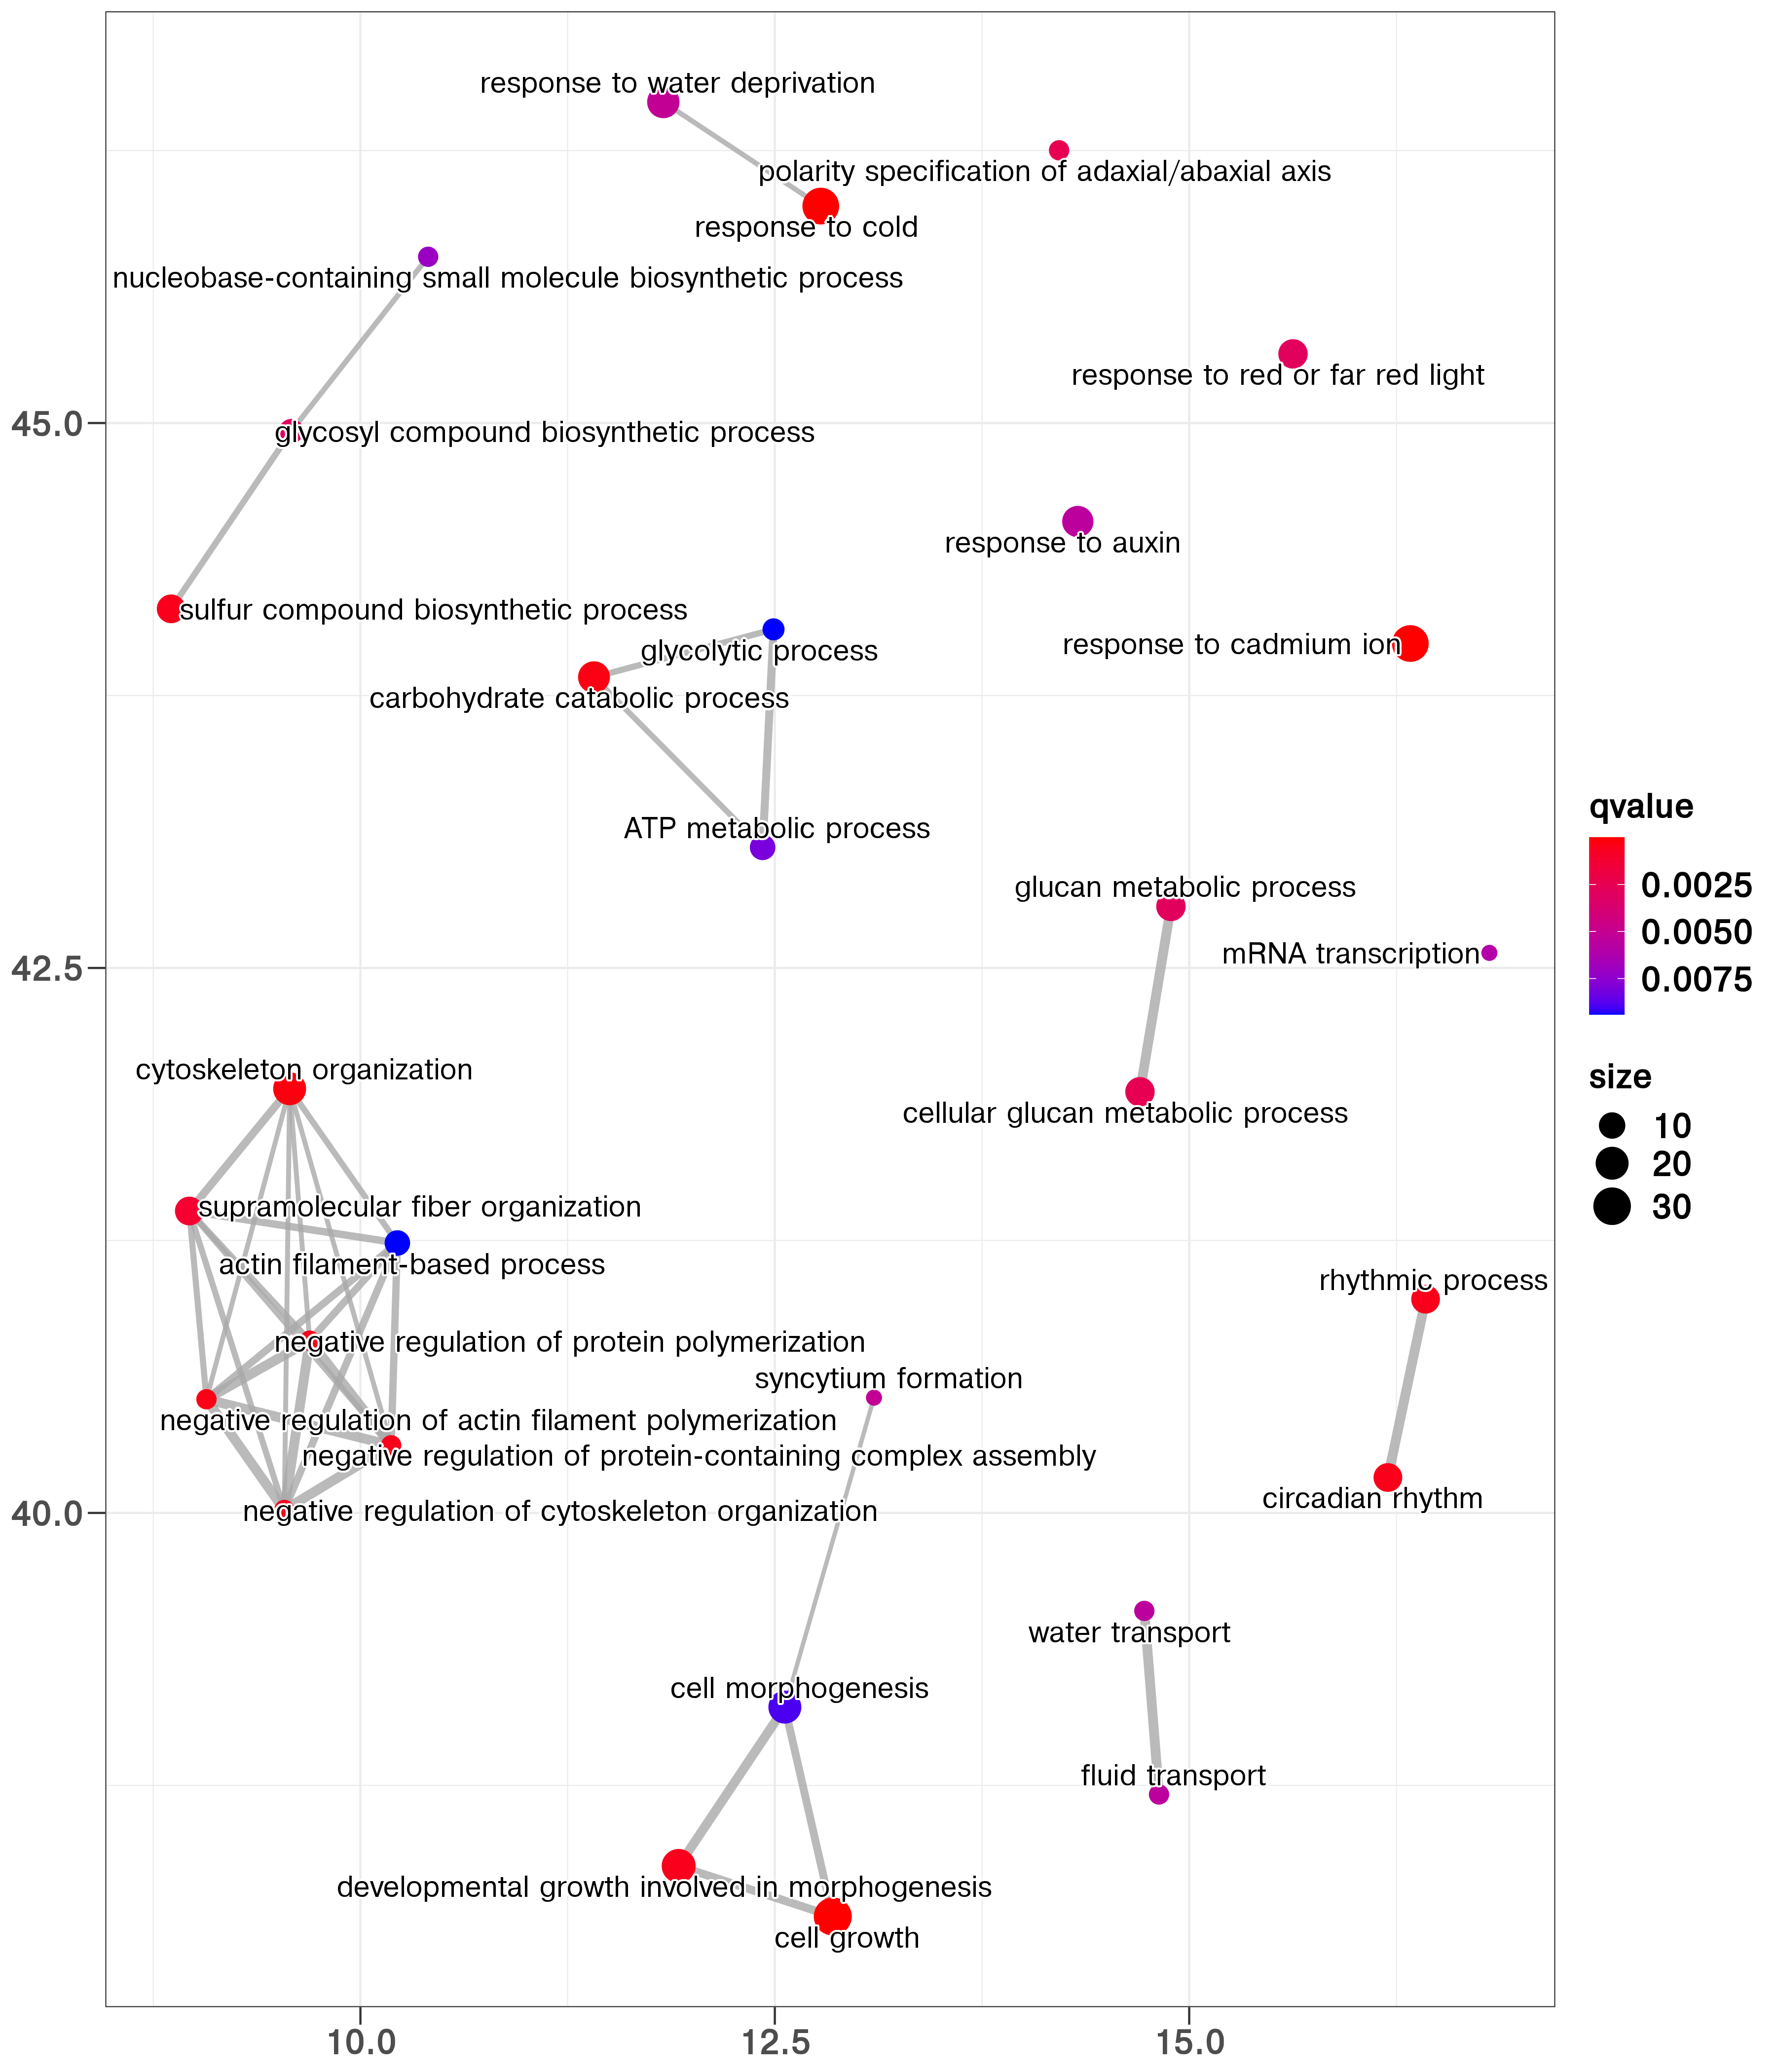 response to water deprivation
polarity specification of adaxial/abaxial axis
response to cold
nucleobase-containing small molecule biosynthetic process
response to red or far red light
45.0
glycosyl compound biosynthetic process
response to auxin
sulfur compound biosynthetic process
response to cadmium ion
glycolytic process
carbohydrate catabolic process
ATP metabolic process
glucan metabolic process
mRNA transcription
42.5
cytoskeleton organization
cellular glucan metabolic process
supramolecular fiber organization
actin filament-based process
rhythmic process
negative regulation of protein polymerization
syncytium formation
negative regulation of actin filament polymerization
negative regulation of protein-containing complex assembly
circadian rhythm
negative regulation of cytoskeleton organization
40.0
water transport
cell morphogenesis
fluid transport
developmental growth involved in morphogenesis
cell growth
10.0
12.5
15.0
qvalue
0.0025
0.0050
0.0075
size
10
20
30